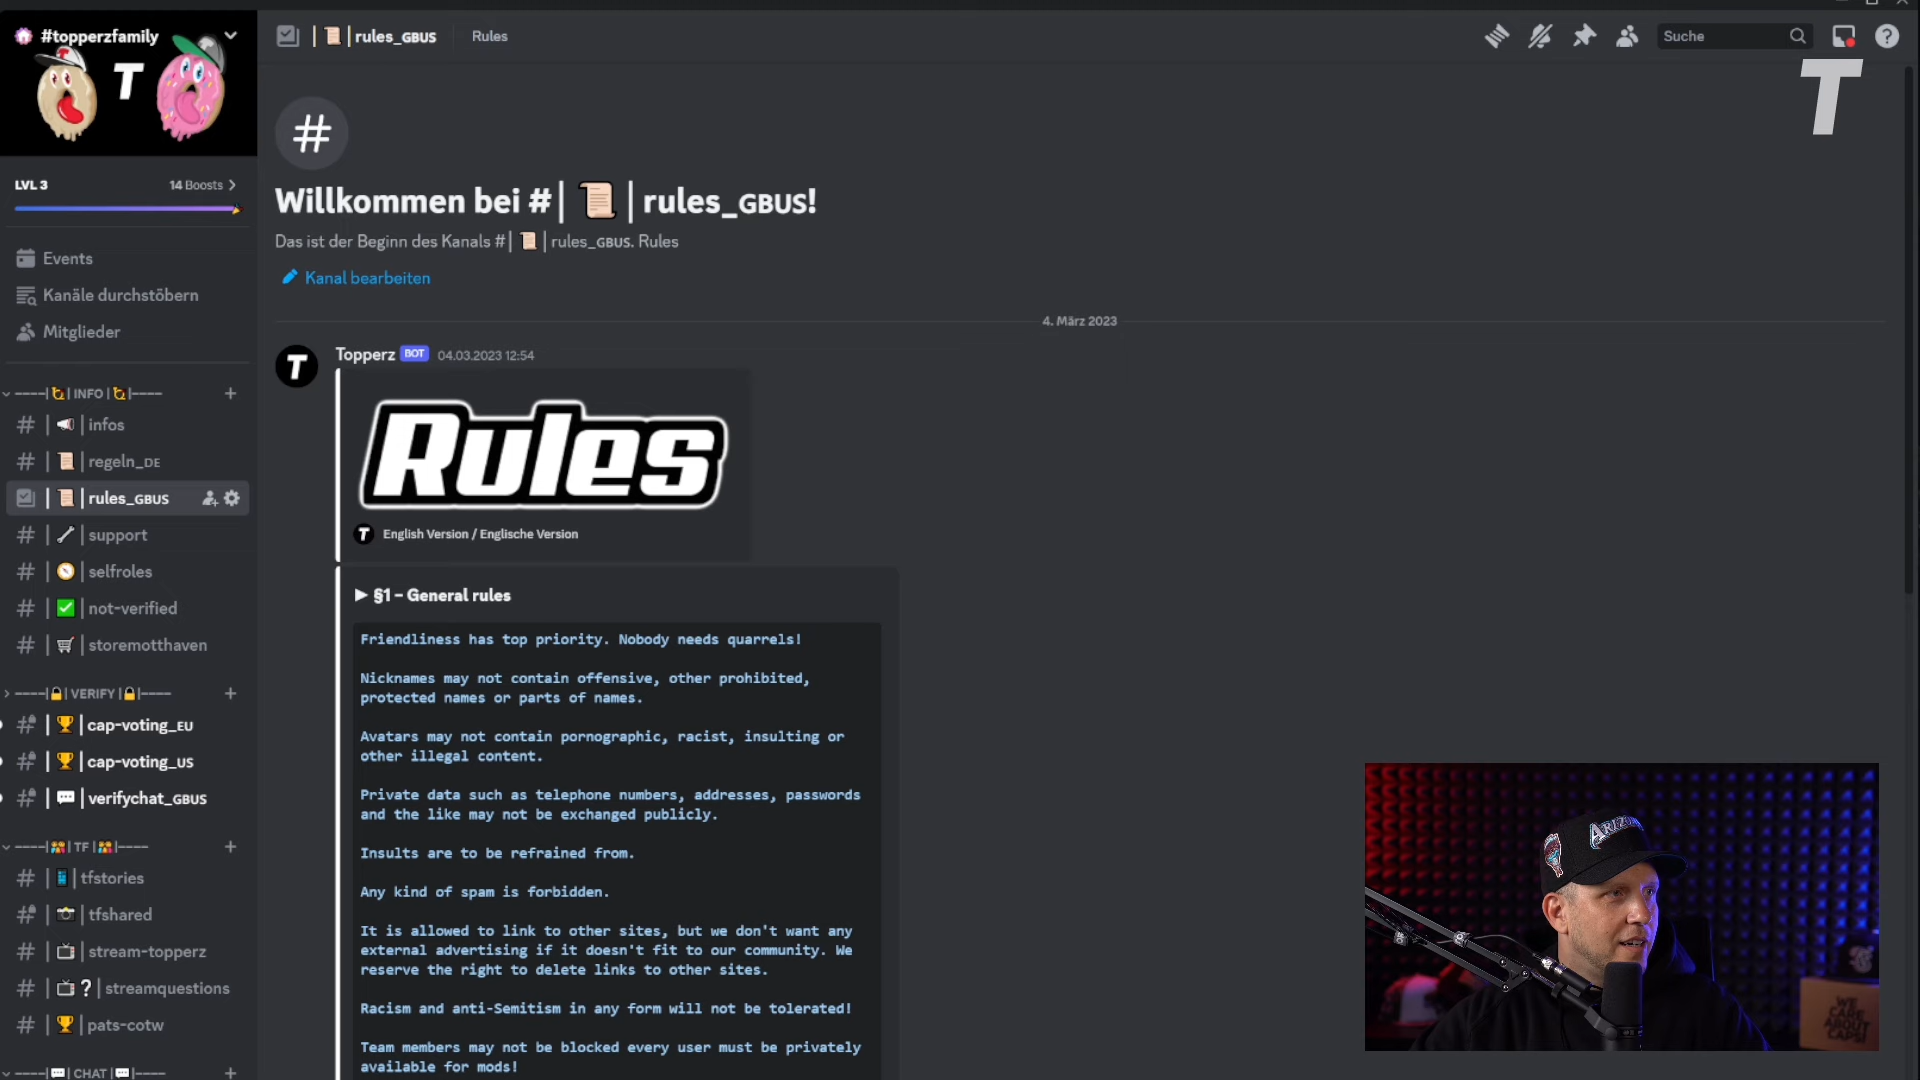 #topperzfamily
T
LVL 3
14 Boosts
Events
Kanäle durchstöbern
Mitglieder
----| INFO | |----
# | | infos
# | | regeln_DE
| | rules_GBUS
# | | support
# | | selfroles
# | | not-verified
# | | storemotthaven
----| | VERIFY | |----
# | | cap-voting_EU
# | | cap-voting_US
# | | verifychat_GBUS
----| | TF | |----
# | | tfstories
# | | tfshared
# | | stream-topperz
# | ? | streamquestions
# | | pats-cotw
----| | CHAT | |----
| | rules_GBUS
Rules
Suche
T
#
Willkommen bei # | | rules_GBUS!
Das ist der Beginn des Kanals # | | rules_GBUS. Rules
Kanal bearbeiten
4. März 2023
T
Topperz BOT 04.03.2023 12:54
Rules
T English Version / Englische Version
▶ §1 – General rules
Friendliness has top priority. Nobody needs quarrels!
Nicknames may not contain offensive, other prohibited,
protected names or parts of names.
Avatars may not contain pornographic, racist, insulting or
other illegal content.
Private data such as telephone numbers, addresses, passwords
and the like may not be exchanged publicly.
Insults are to be refrained from.
Any kind of spam is forbidden.
It is allowed to link to other sites, but we don't want any
external advertising if it doesn't fit to our community. We
reserve the right to delete links to other sites.
Racism and anti-Semitism in any form will not be tolerated!
Team members may not be blocked every user must be privately
available for mods!
ARIZONA
WE
CARE
ABOUT
CAPS!